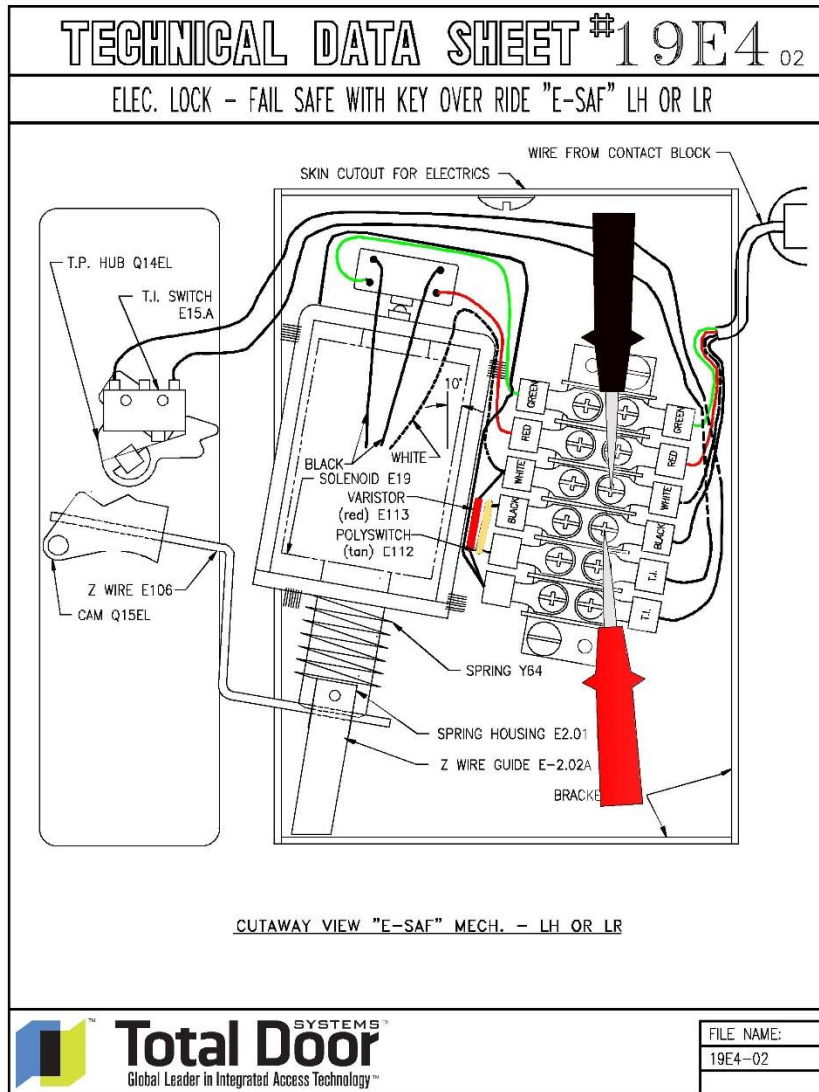 TECHNICAL DATA SHEET #19E4 02
ELEC. LOCK - FAIL SAFE WITH KEY OVER RIDE "E-SAF" LH OR LR
WIRE FROM CONTACT BLOCK
SKIN CUTOUT FOR ELECTRICS
T.P. HUB Q14EL
T.I. SWITCH
E15.A
10°
GREEN
RED
WHITE
BLACK
GREEN
RED
WHITE
BLACK
T.I.
T.I.
BLACK
WHITE
SOLENOID E19
VARISTOR
(red) E113
POLYSWITCH
(tan) E112
Z WIRE E106
CAM Q15EL
SPRING Y64
SPRING HOUSING E2.01
Z WIRE GUIDE E-2.02A
BRACKE
CUTAWAY VIEW "E-SAF" MECH. - LH OR LR
Total Door SYSTEMS™
Global Leader in Integrated Access Technology™
FILE NAME:
19E4-02